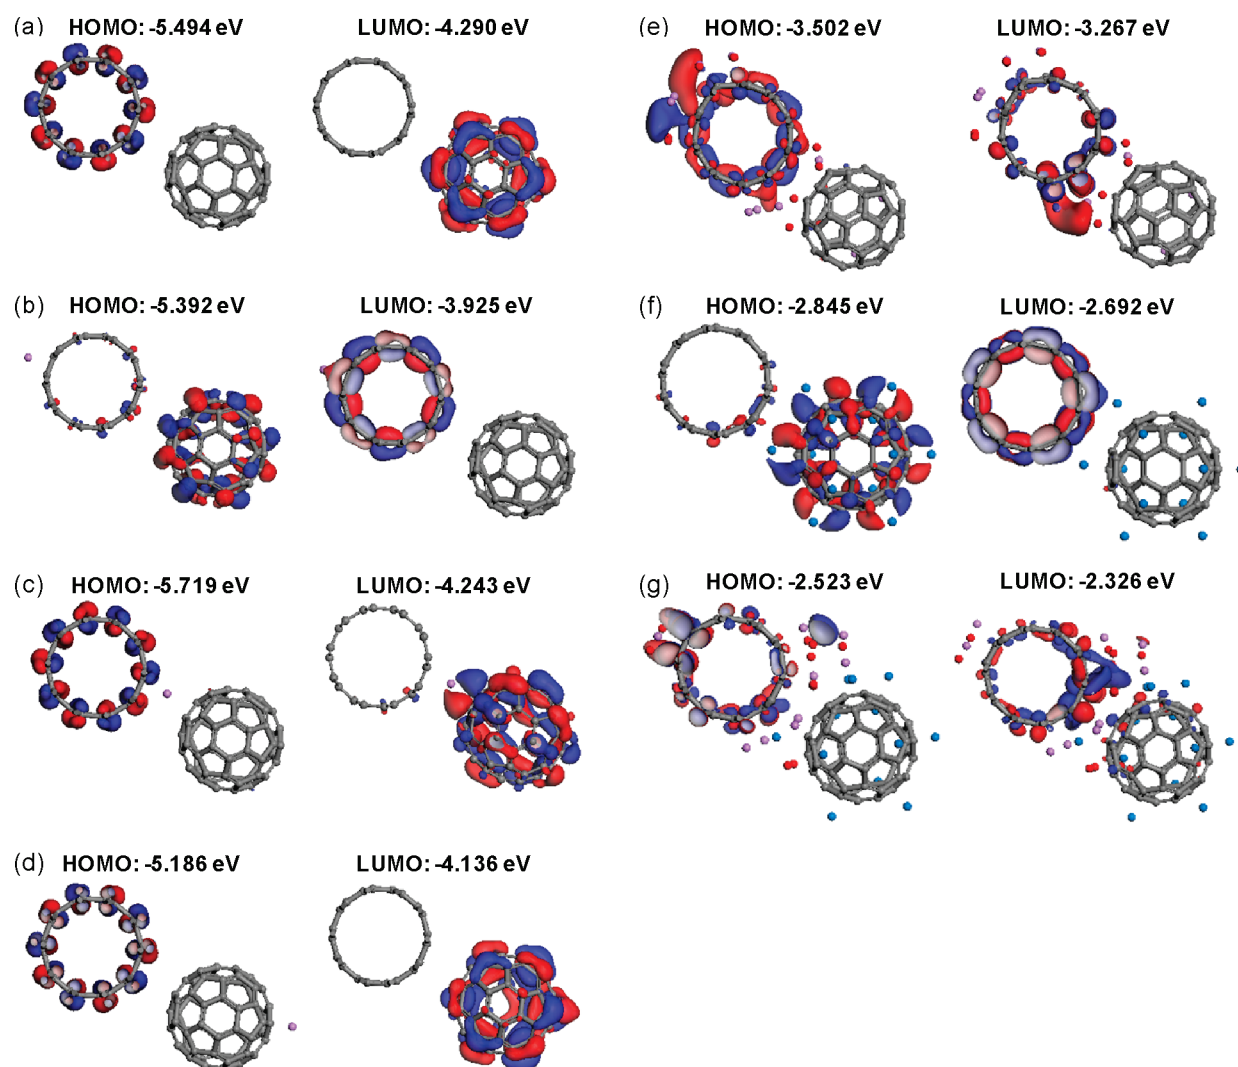 (a) HOMO: -5.494 eV LUMO: -4.290 eV
(b) HOMO: -5.392 eV LUMO: -3.925 eV
(c) HOMO: -5.719 eV LUMO: -4.243 eV
(d) HOMO: -5.186 eV LUMO: -4.136 eV
(e) HOMO: -3.502 eV LUMO: -3.267 eV
(f) HOMO: -2.845 eV LUMO: -2.692 eV
(g) HOMO: -2.523 eV LUMO: -2.326 eV